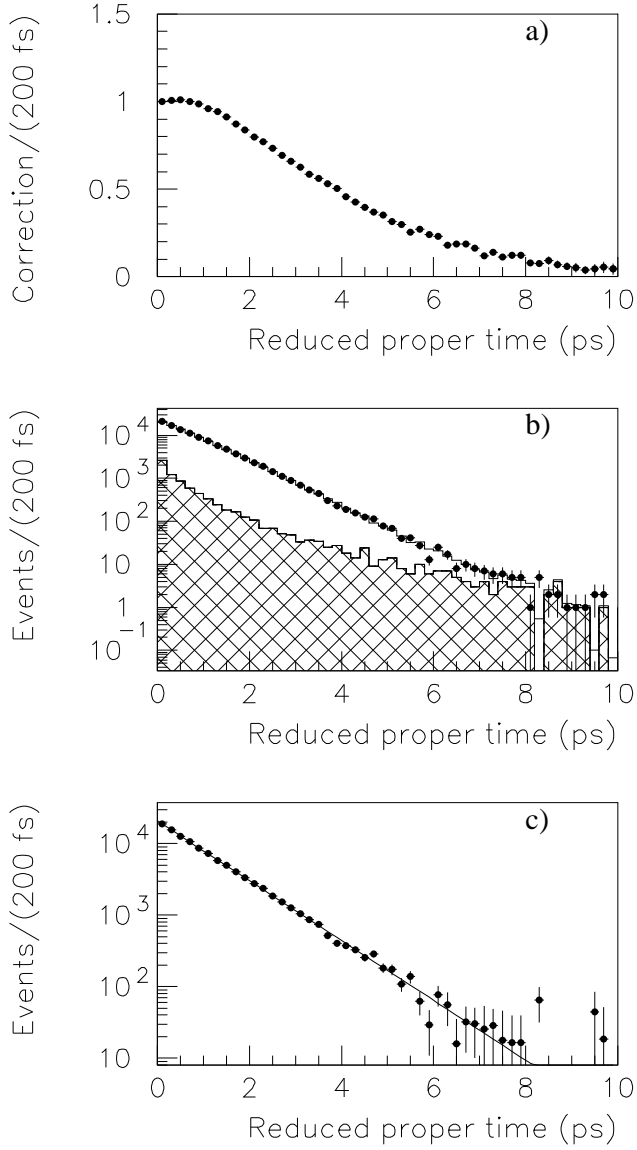 a)
Correction/(200 fs)
1.5
1
0.5
0
0 2 4 6 8 10
Reduced proper time (ps)
b)
Events/(200 fs)
10^4
10^3
10^2
10
1
10^-1
0 2 4 6 8 10
Reduced proper time (ps)
c)
Events/(200 fs)
10^4
10^3
10^2
10
0 2 4 6 8 10
Reduced proper time (ps)